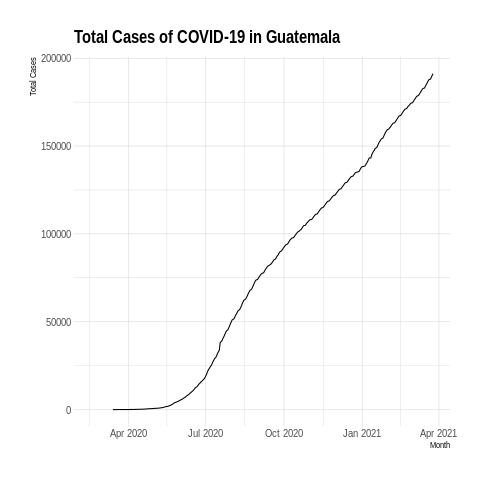 Total Cases of COVID-19 in Guatemala
Total Cases
200000
150000
100000
50000
0
Apr 2020
Jul 2020
Oct 2020
Jan 2021
Apr 2021
Month